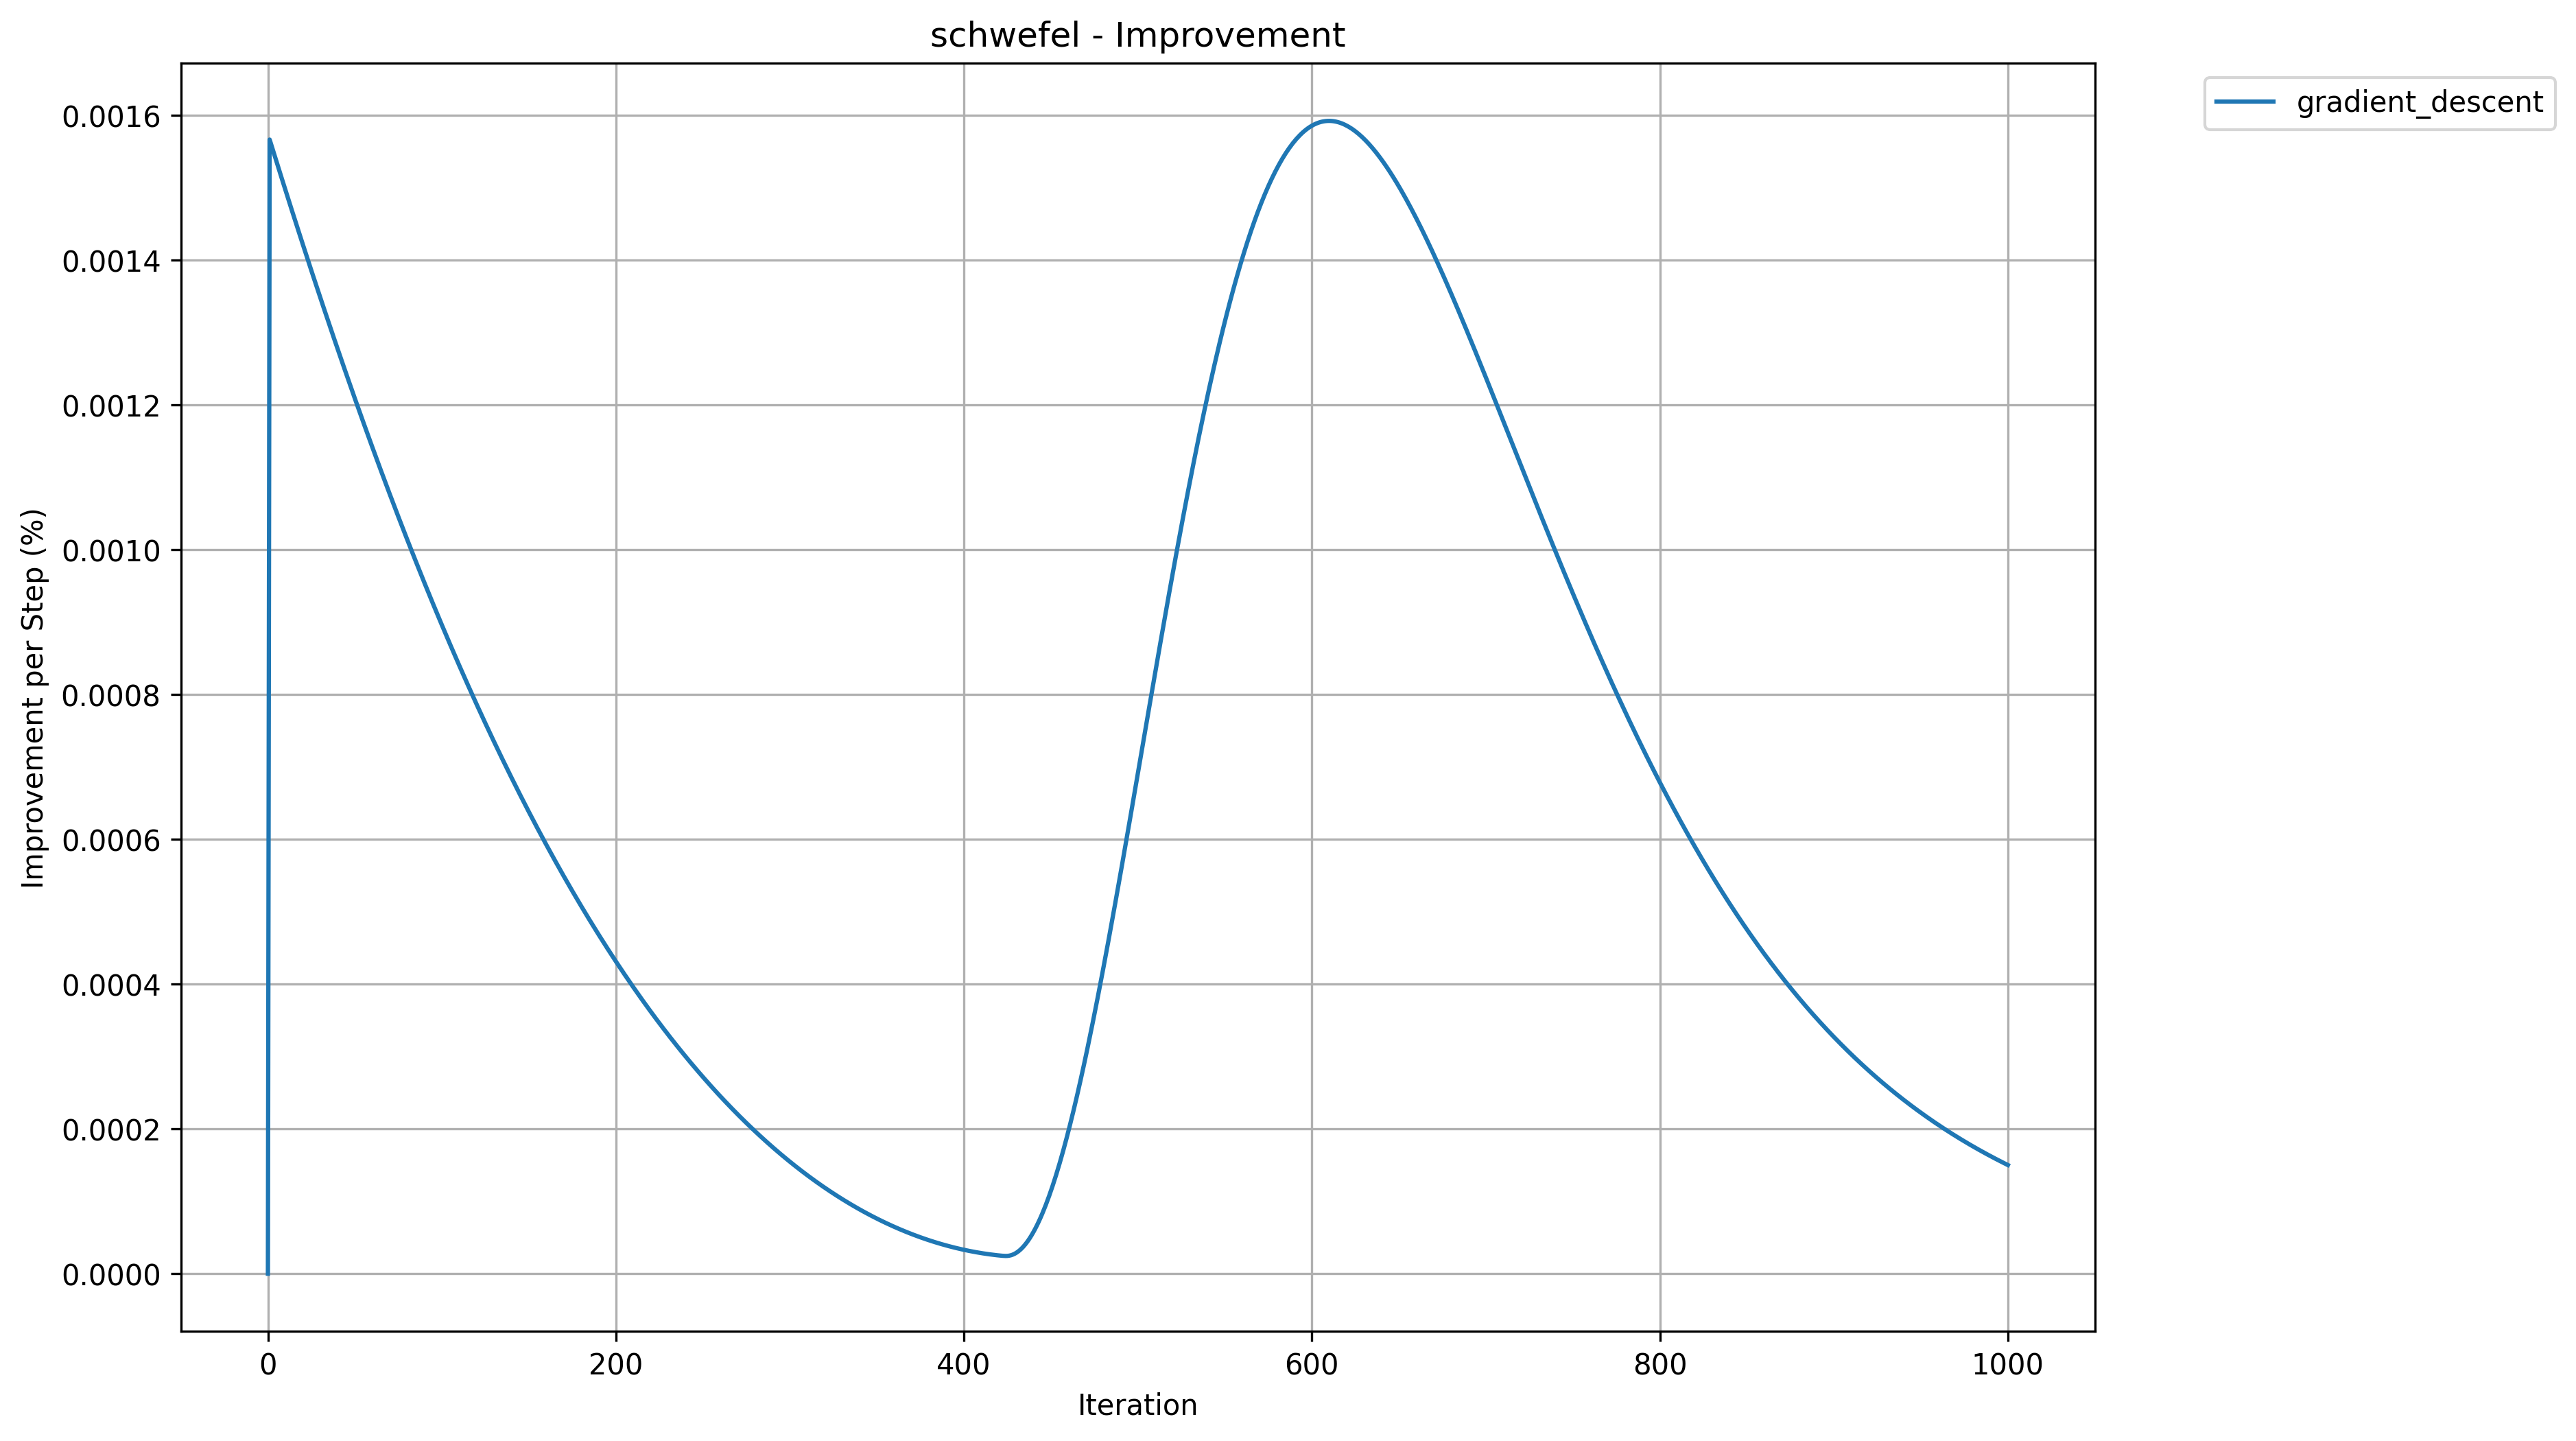 schwefel - Improvement
gradient_descent
Improvement per Step (%)
0.0016
0.0014
0.0012
0.0010
0.0008
0.0006
0.0004
0.0002
0.0000
0 200 400 600 800 1000
Iteration